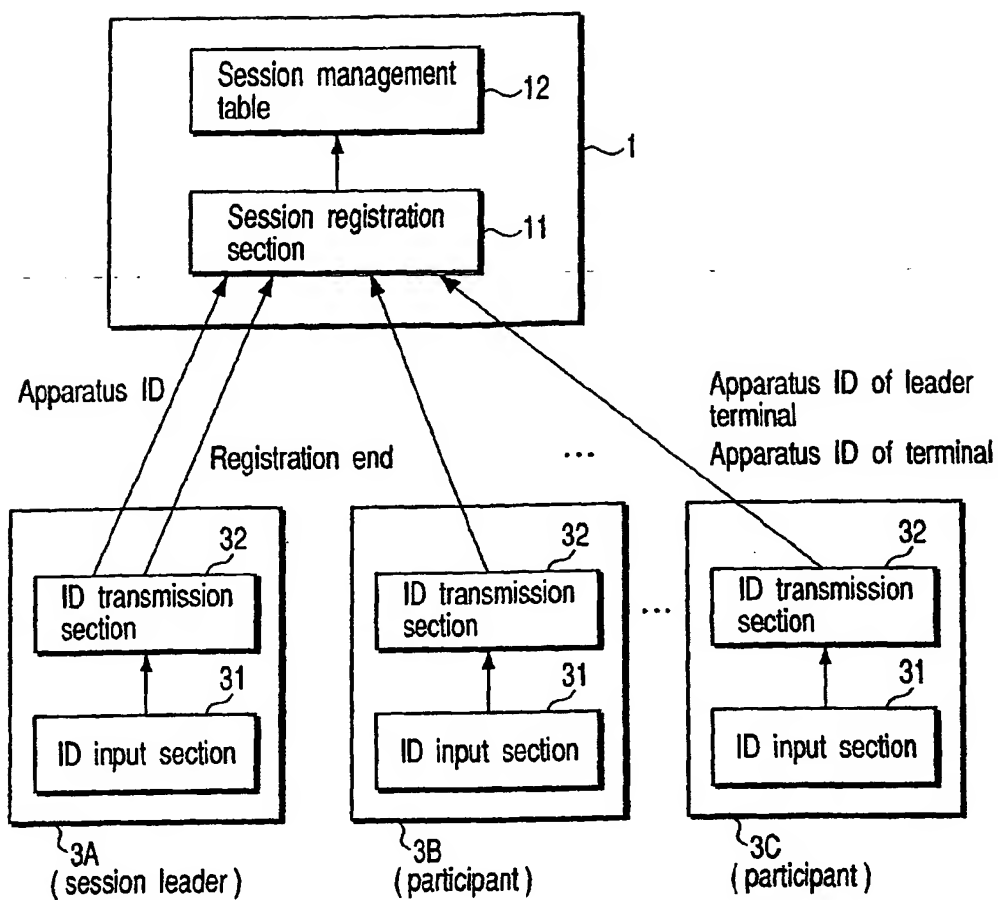 Session management
table
12
1
Session registration
section
11
Apparatus ID
Registration end
...
Apparatus ID of leader
terminal
Apparatus ID of terminal
32
ID transmission
section
31
ID input section
3A
(session leader)
32
ID transmission
section
31
ID input section
3B
(participant)
...
32
ID transmission
section
31
ID input section
3C
(participant)